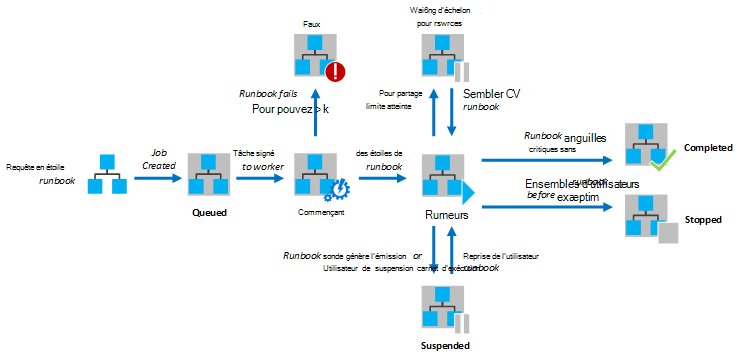 Faux
Waiỗng d'échelon
pour rswrces
Runbook fails
Pour pouvez > k
Pour partage
limite atteinte
Sembler CV
runbook
Requête en étoile
runbook
Job
Created
Queued
Tâche signé
to worker
Commençant
des étoiles de
runbook
Rumeurs
Runbook anguilles
critiques sans
Completed
runbook
Ensembles d'utilisateurs
before exæptim
Stopped
Runbook sonde génère l'émission or
Utilisateur de suspension carnet d'exécution
Reprise de l'utilisateur
runbook
Suspended